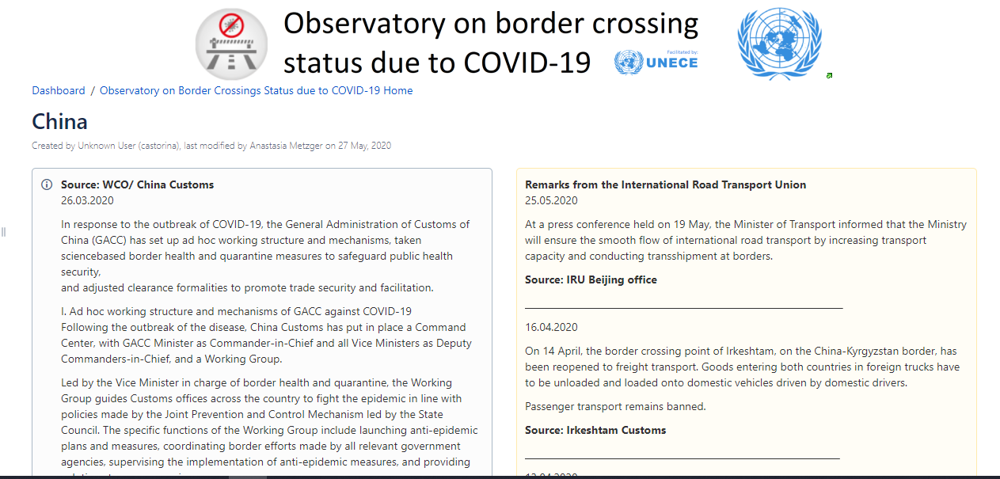 Observatory on border crossing
status due to COVID-19
Facilitated by:
UNECE
Dashboard / Observatory on Border Crossings Status due to COVID-19 Home
China
Created by Unknown User (castorina), last modified by Anastasia Metzger on 27 May, 2020
Source: WCO/ China Customs
26.03.2020
In response to the outbreak of COVID-19, the General Administration of Customs of
China (GACC) has set up ad hoc working structure and mechanisms, taken
sciencebased border health and quarantine measures to safeguard public health
security,
and adjusted clearance formalities to promote trade security and facilitation.
I. Ad hoc working structure and mechanisms of GACC against COVID-19
Following the outbreak of the disease, China Customs has put in place a Command
Center, with GACC Minister as Commander-in-Chief and all Vice Ministers as Deputy
Commanders-in-Chief, and a Working Group.
Led by the Vice Minister in charge of border health and quarantine, the Working
Group guides Customs offices across the country to fight the epidemic in line with
policies made by the Joint Prevention and Control Mechanism led by the State
Council. The specific functions of the Working Group include launching anti-epidemic
plans and measures, coordinating border efforts made by all relevant government
agencies, supervising the implementation of anti-epidemic measures, and providing
Remarks from the International Road Transport Union
25.05.2020
At a press conference held on 19 May, the Minister of Transport informed that the Ministry
will ensure the smooth flow of international road transport by increasing transport
capacity and conducting transshipment at borders.
Source: IRU Beijing office
16.04.2020
On 14 April, the border crossing point of Irkeshtam, on the China-Kyrgyzstan border, has
been reopened to freight transport. Goods entering both countries in foreign trucks have
to be unloaded and loaded onto domestic vehicles driven by domestic drivers.
Passenger transport remains banned.
Source: Irkeshtam Customs